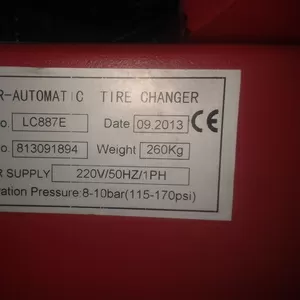 R-AUTOMATIC TIRE CHANGER
o. LC887E Date 09.2013 CE
o. 813091894 Weight 260Kg
R SUPPLY 220V/50HZ/1PH
ration Pressure:8-10bar(115-170psi)